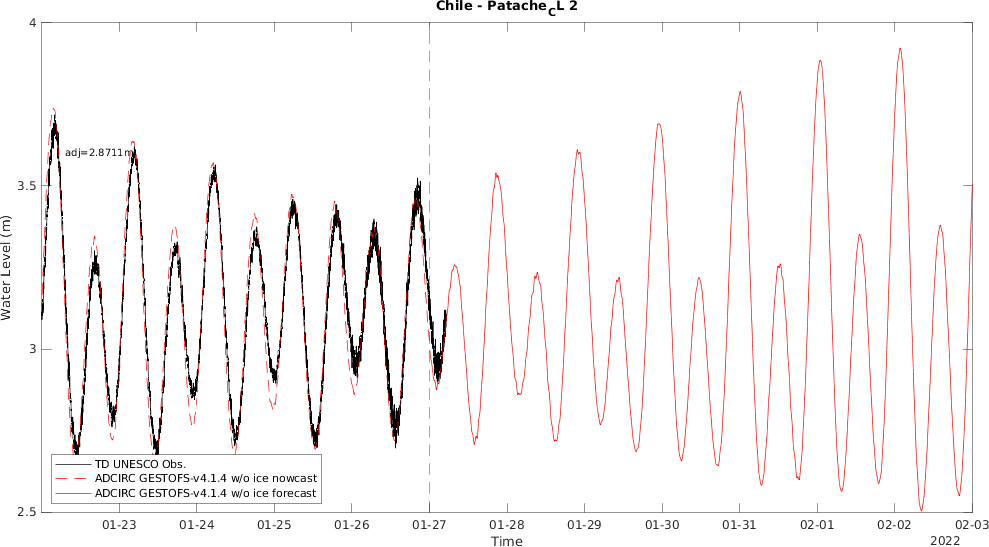 Chile - Patache_CL 2
4
adj=2.8711m
3.5
Water Level (m)
3
TD UNESCO Obs.
ADCIRC GESTOFS-v4.1.4 w/o ice nowcast
ADCIRC GESTOFS-v4.1.4 w/o ice forecast
2.5
01-23 01-24 01-25 01-26 01-27 01-28 01-29 01-30 01-31 02-01 02-02 02-03
Time
2022